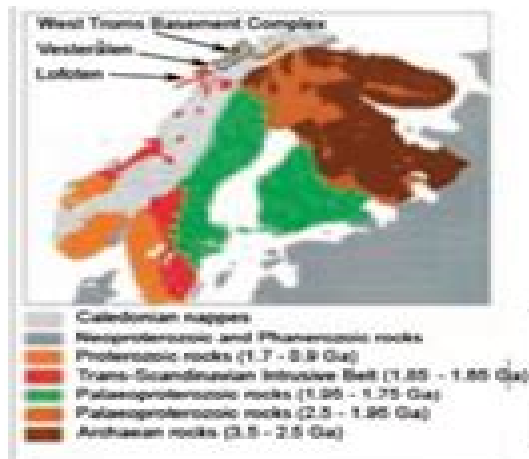 West Troms Basement Complex
Vesterålen
Lofoten
Caledonian nappes
Neoproterozoic and Phanerozoic rocks
Proterozoic rocks (1.7 - 0.9 Ga)
Trans-Scandinavian Intrusive Belt (1.85 - 1.65 Ga)
Palaeoproterozoic rocks (1.95 - 1.75 Ga)
Palaeoproterozoic rocks (2.5 - 1.95 Ga)
Archaean rocks (3.5 - 2.5 Ga)